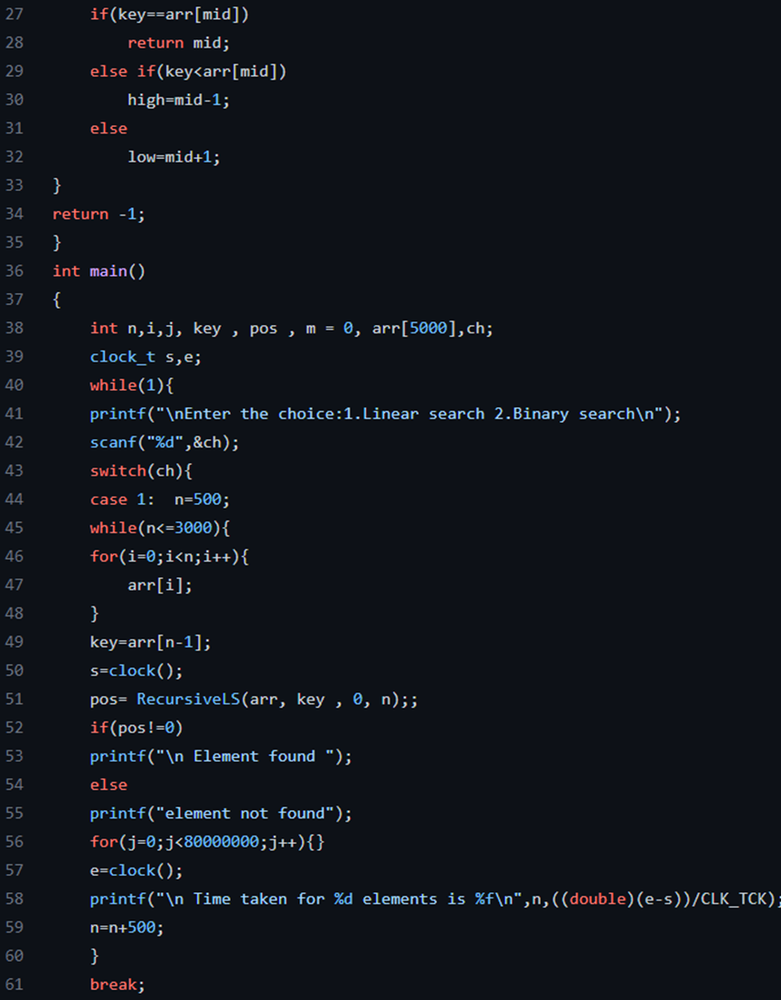 27 if(key==arr[mid])
28 return mid;
29 else if(key<arr[mid])
30 high=mid-1;
31 else
32 low=mid+1;
33 }
34 return -1;
35 }
36 int main()
37 {
38 int n,i,j, key , pos , m = 0, arr[5000],ch;
39 clock_t s,e;
40 while(1){
41 printf("\nEnter the choice:1.Linear search 2.Binary search\n");
42 scanf("%d",&ch);
43 switch(ch){
44 case 1:  n=500;
45 while(n<=3000){
46 for(i=0;i<n;i++){
47 arr[i];
48 }
49 key=arr[n-1];
50 s=clock();
51 pos= RecursiveLS(arr, key , 0, n);;
52 if(pos!=0)
53 printf("\n Element found ");
54 else
55 printf("element not found");
56 for(j=0;j<80000000;j++){}
57 e=clock();
58 printf("\n Time taken for %d elements is %f\n",n,((double)(e-s))/CLK_TCK);
59 n=n+500;
60 }
61 break;